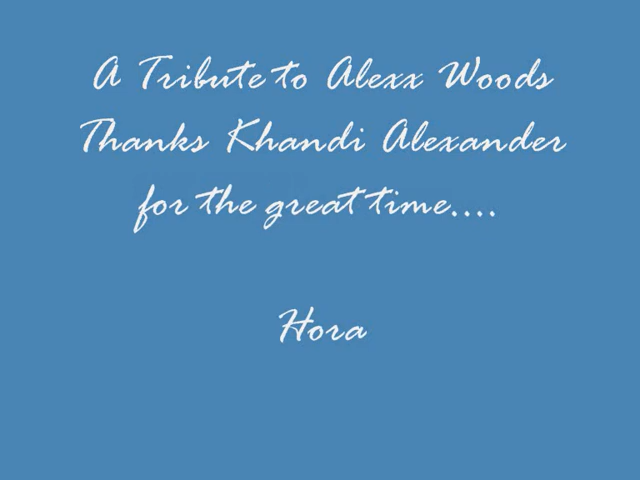 A Tribute to Alexx Woods
Thanks Khandi Alexander
for the great time....
Hora